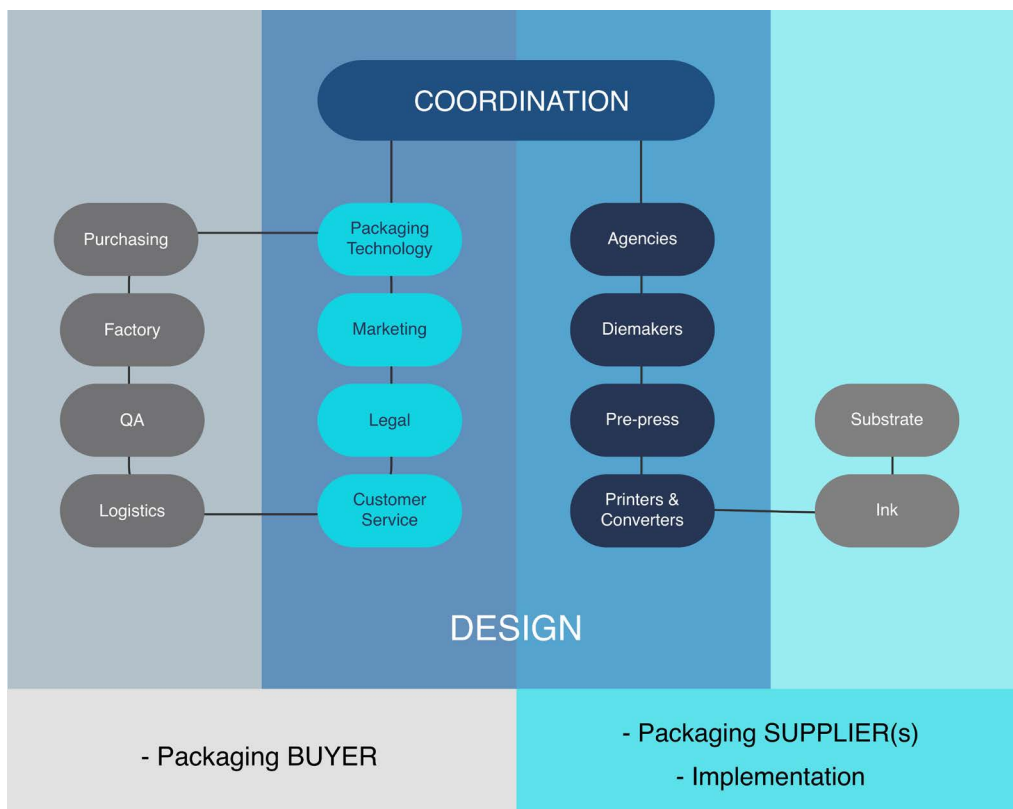 COORDINATION
Purchasing
Packaging
Technology
Agencies
Factory
Marketing
Diemakers
QA
Legal
Pre-press
Substrate
Logistics
Customer
Service
Printers &
Converters
Ink
DESIGN
- Packaging BUYER
- Packaging SUPPLIER(s)
- Implementation